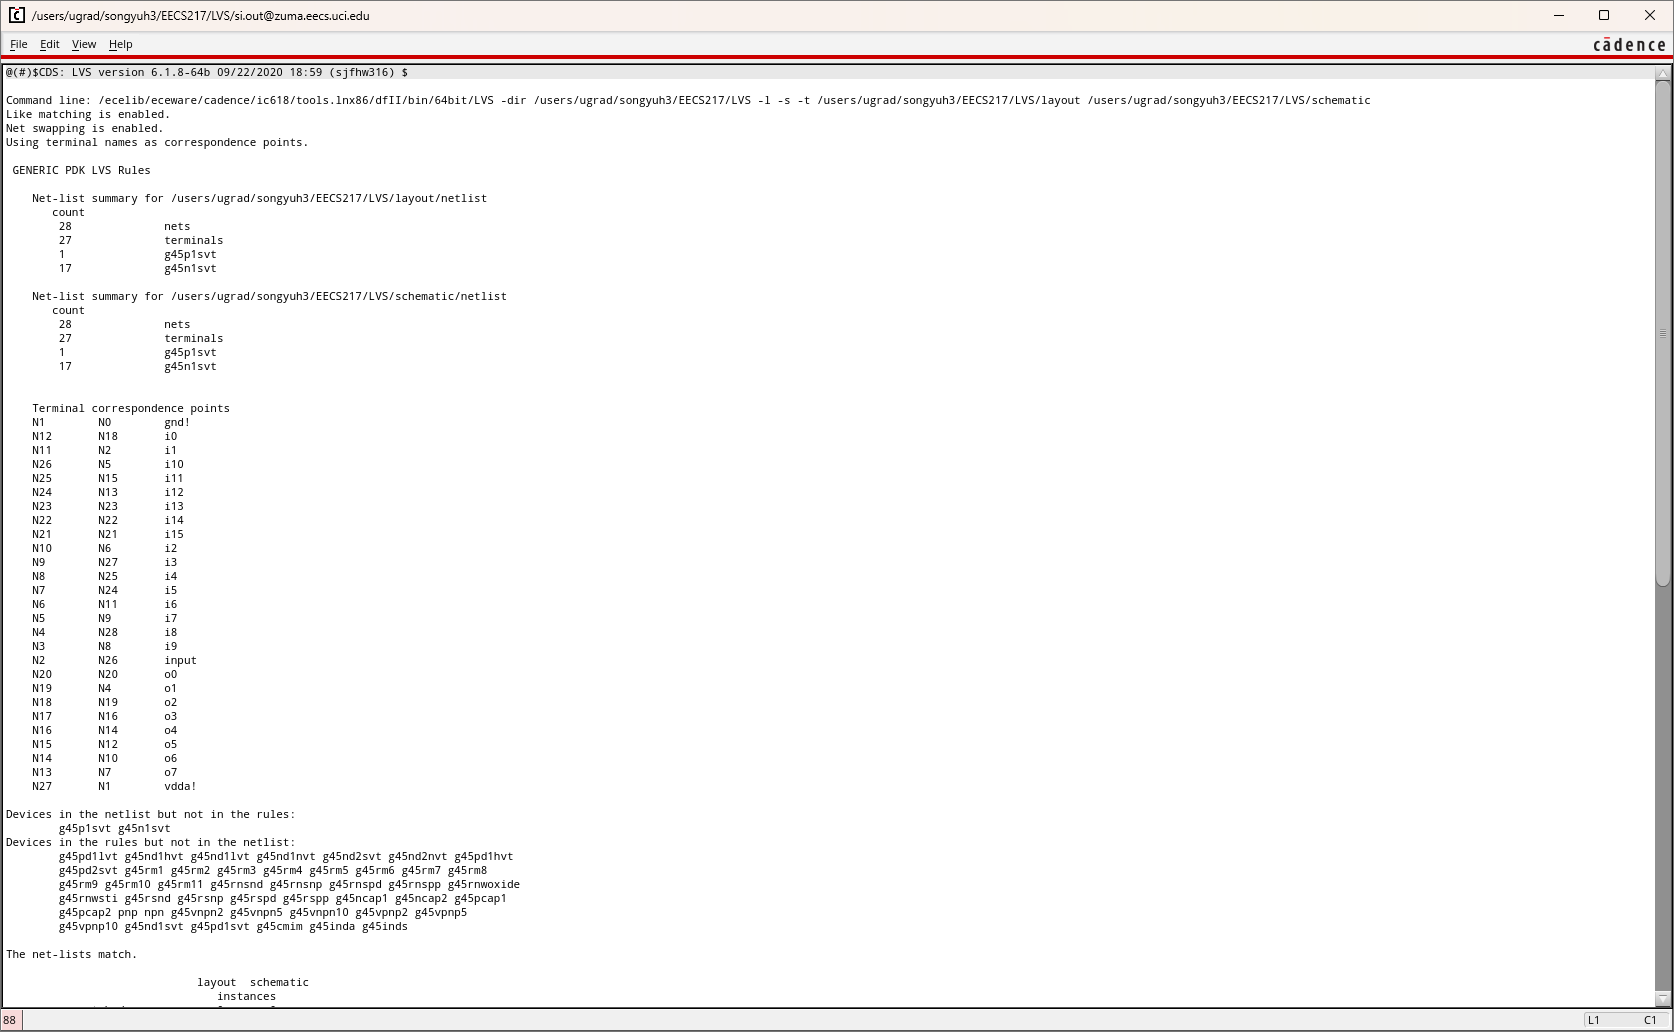 /users/ugrad/songyuh3/EECS217/LVS/si.out@zuma.eecs.uci.edu
File Edit View Help
cādence
@(#)$CDS: LVS version 6.1.8-64b 09/22/2020 18:59 (sjfhw316) $
Command line: /ecelib/eceware/cadence/ic618/tools.lnx86/dfII/bin/64bit/LVS -dir /users/ugrad/songyuh3/EECS217/LVS -l -s -t /users/ugrad/songyuh3/EECS217/LVS/layout /users/ugrad/songyuh3/EECS217/LVS/schematic
Like matching is enabled.
Net swapping is enabled.
Using terminal names as correspondence points.
GENERIC PDK LVS Rules
Net-list summary for /users/ugrad/songyuh3/EECS217/LVS/layout/netlist
count
28 nets
27 terminals
1 g45p1svt
17 g45n1svt
Net-list summary for /users/ugrad/songyuh3/EECS217/LVS/schematic/netlist
count
28 nets
27 terminals
1 g45p1svt
17 g45n1svt
Terminal correspondence points
N1 N0 gnd!
N12 N18 i0
N11 N2 i1
N26 N5 i10
N25 N15 i11
N24 N13 i12
N23 N23 i13
N22 N22 i14
N21 N21 i15
N10 N6 i2
N9 N27 i3
N8 N25 i4
N7 N24 i5
N6 N11 i6
N5 N9 i7
N4 N28 i8
N3 N8 i9
N2 N26 input
N20 N20 o0
N19 N4 o1
N18 N19 o2
N17 N16 o3
N16 N14 o4
N15 N12 o5
N14 N10 o6
N13 N7 o7
N27 N1 vdda!
Devices in the netlist but not in the rules:
g45p1svt g45n1svt
Devices in the rules but not in the netlist:
g45pd1lvt g45nd1hvt g45nd1lvt g45nd1nvt g45nd2svt g45nd2nvt g45pd1hvt
g45pd2svt g45rm1 g45rm2 g45rm3 g45rm4 g45rm5 g45rm6 g45rm7 g45rm8
g45rm9 g45rm10 g45rm11 g45rnsnd g45rnsnp g45rnspd g45rnspp g45rnwoxide
g45rnwsti g45rsnd g45rsnp g45rspd g45rspp g45ncap1 g45ncap2 g45pcap1
g45pcap2 pnp npn g45vnpn2 g45vnpn5 g45vnpn10 g45vpnp2 g45vpnp5
g45vpnp10 g45nd1svt g45pd1svt g45cmim g45inda g45inds
The net-lists match.
layout schematic
instances
88 L1 C1